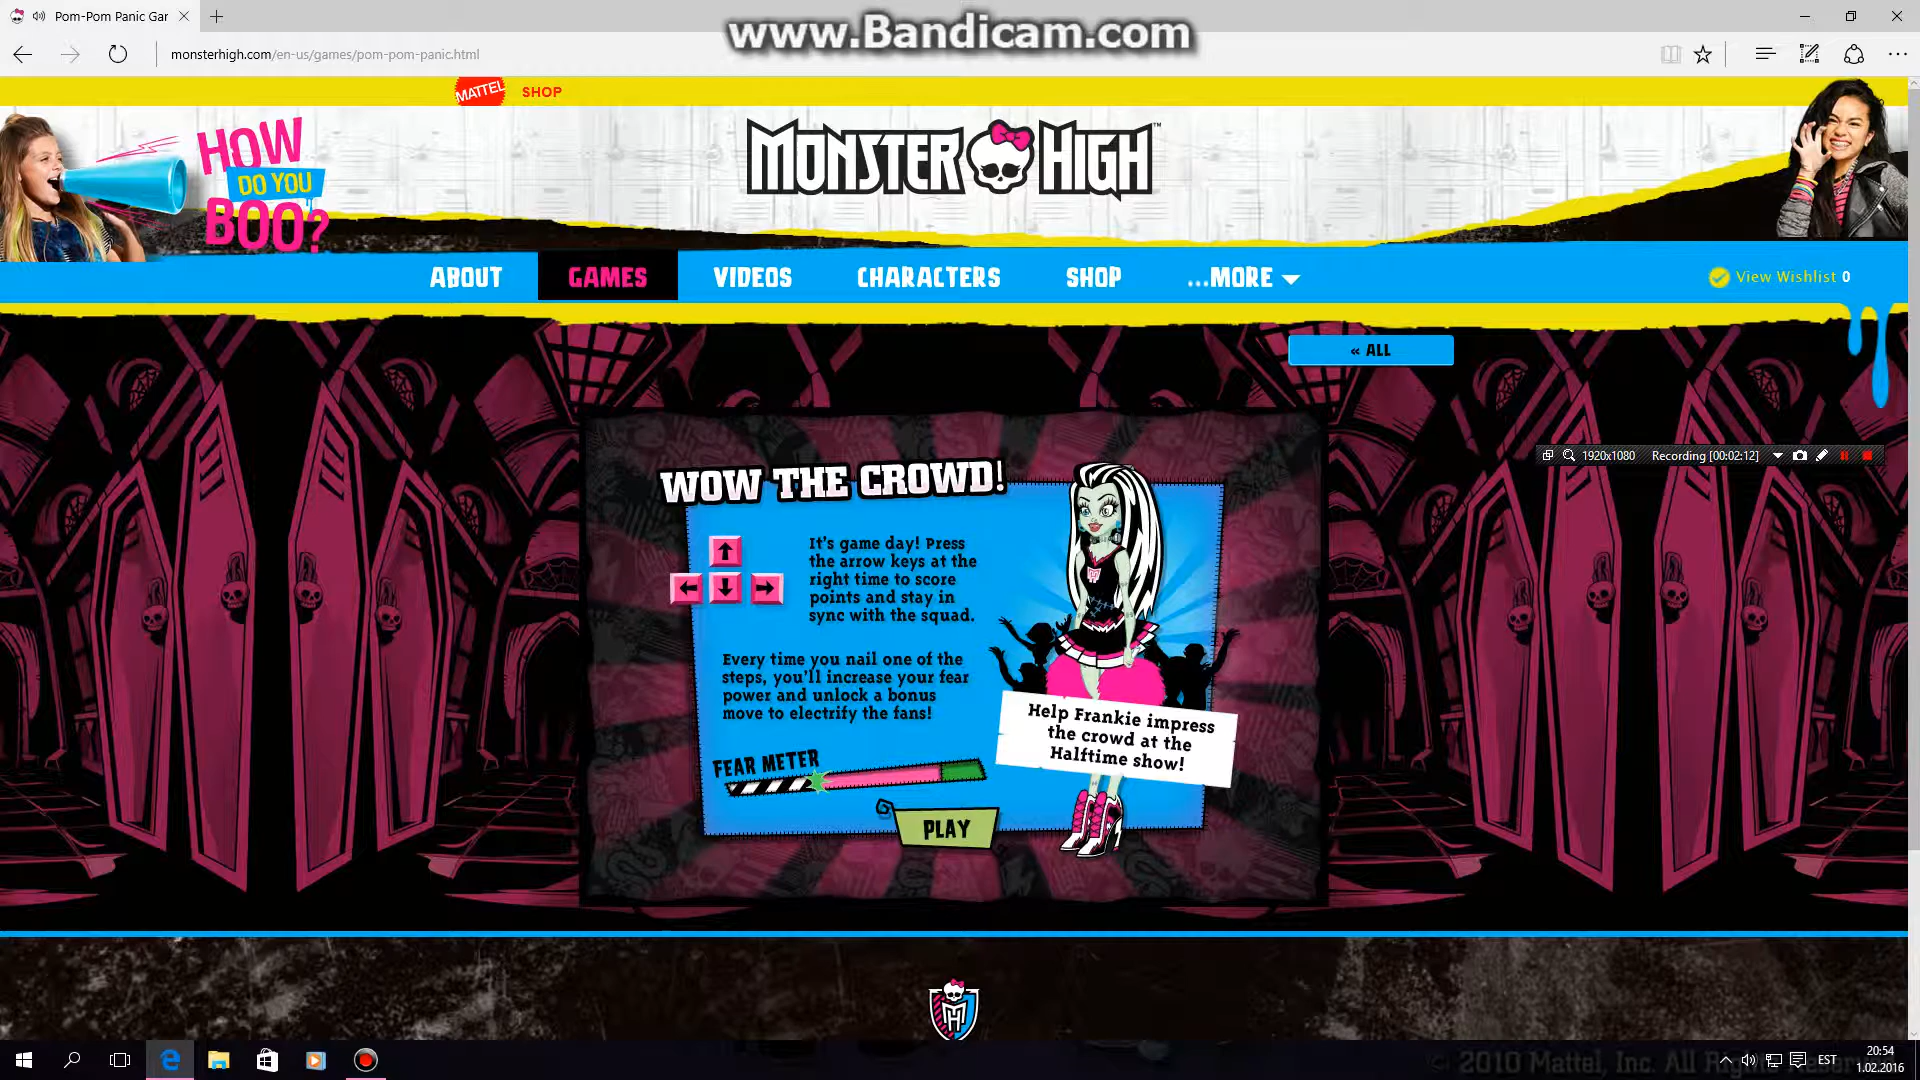 Pom-Pom Panic Gar
www.Bandicam.com
monsterhigh.com/en-us/games/pom-pom-panic.html
MATTEL
SHOP
HOW
DO YOU
BOO?
MONSTER HIGH™
ABOUT
GAMES
VIDEOS
CHARACTERS
SHOP
...MORE
View Wishlist 0
« ALL
1920x1080
Recording [00:02:12]
WOW THE CROWD!
It's game day! Press
the arrow keys at the
right time to score
points and stay in
sync with the squad.
Every time you nail one of the
steps, you'll increase your fear
power and unlock a bonus
move to electrify the fans!
Help Frankie impress
the crowd at the
Halftime show!
FEAR METER
PLAY
© 2010 Mattel, Inc. All Rights
EST
20:54
1.02.2016